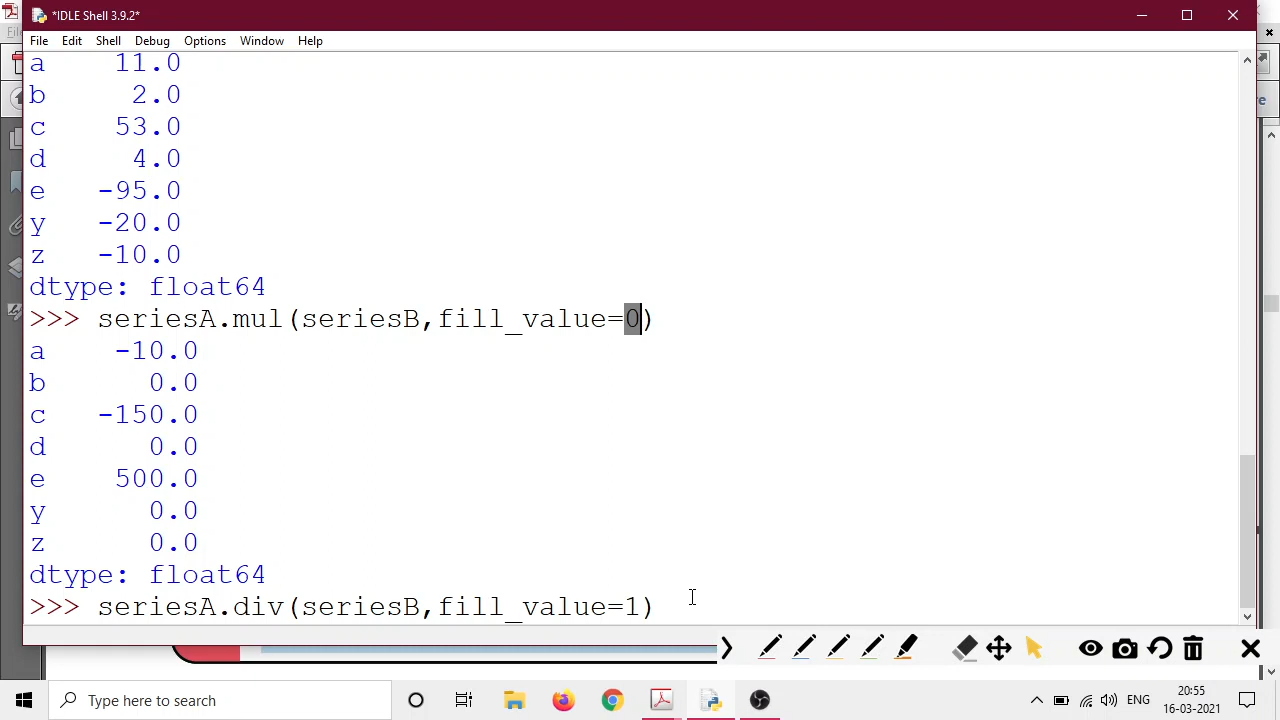 *IDLE Shell 3.9.2*
File Edit Shell Debug Options Window Help
a 11.0
b 2.0
c 53.0
d 4.0
e -95.0
y -20.0
z -10.0
dtype: float64
>>> seriesA.mul(seriesB,fill_value=0)
a -10.0
b 0.0
c -150.0
d 0.0
e 500.0
y 0.0
z 0.0
dtype: float64
>>> seriesA.div(seriesB,fill_value=1)
Type here to search
ENG
20:55
16-03-2021